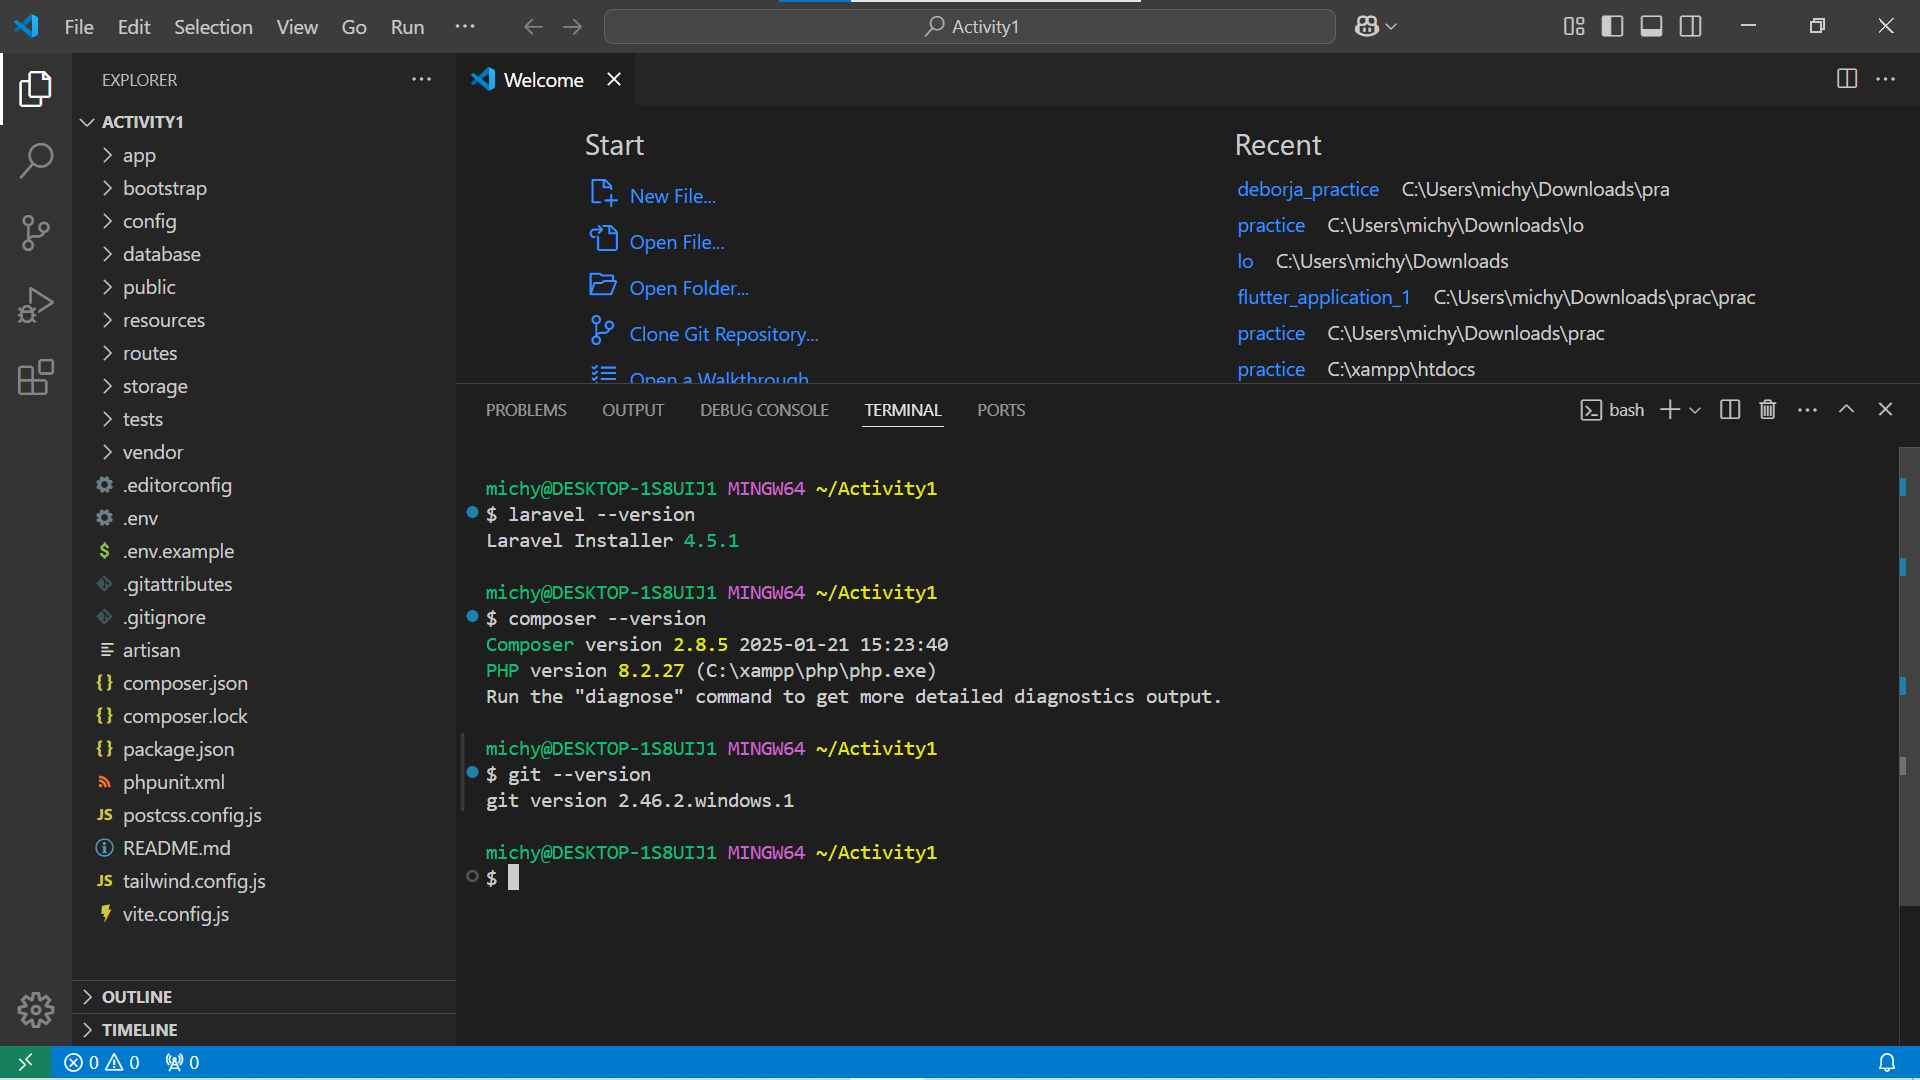 File Edit Selection View Go Run ··· Activity1
EXPLORER
ACTIVITY1
app
bootstrap
config
database
public
resources
routes
storage
tests
vendor
.editorconfig
.env
$ .env.example
.gitattributes
.gitignore
artisan
{} composer.json
{} composer.lock
{} package.json
phpunit.xml
JS postcss.config.js
README.md
JS tailwind.config.js
vite.config.js
OUTLINE
TIMELINE
Welcome
Start
New File...
Open File...
Open Folder...
Clone Git Repository...
Open a Walkthrough
Recent
deborja_practice C:\Users\michy\Downloads\pra
practice C:\Users\michy\Downloads\lo
lo C:\Users\michy\Downloads
flutter_application_1 C:\Users\michy\Downloads\prac\prac
practice C:\Users\michy\Downloads\prac
practice C:\xampp\htdocs
PROBLEMS OUTPUT DEBUG CONSOLE TERMINAL PORTS bash
michy@DESKTOP-1S8UIJ1 MINGW64 ~/Activity1
$ laravel --version
Laravel Installer 4.5.1
michy@DESKTOP-1S8UIJ1 MINGW64 ~/Activity1
$ composer --version
Composer version 2.8.5 2025-01-21 15:23:40
PHP version 8.2.27 (C:\xampp\php\php.exe)
Run the "diagnose" command to get more detailed diagnostics output.
michy@DESKTOP-1S8UIJ1 MINGW64 ~/Activity1
$ git --version
git version 2.46.2.windows.1
michy@DESKTOP-1S8UIJ1 MINGW64 ~/Activity1
$
0 0 0